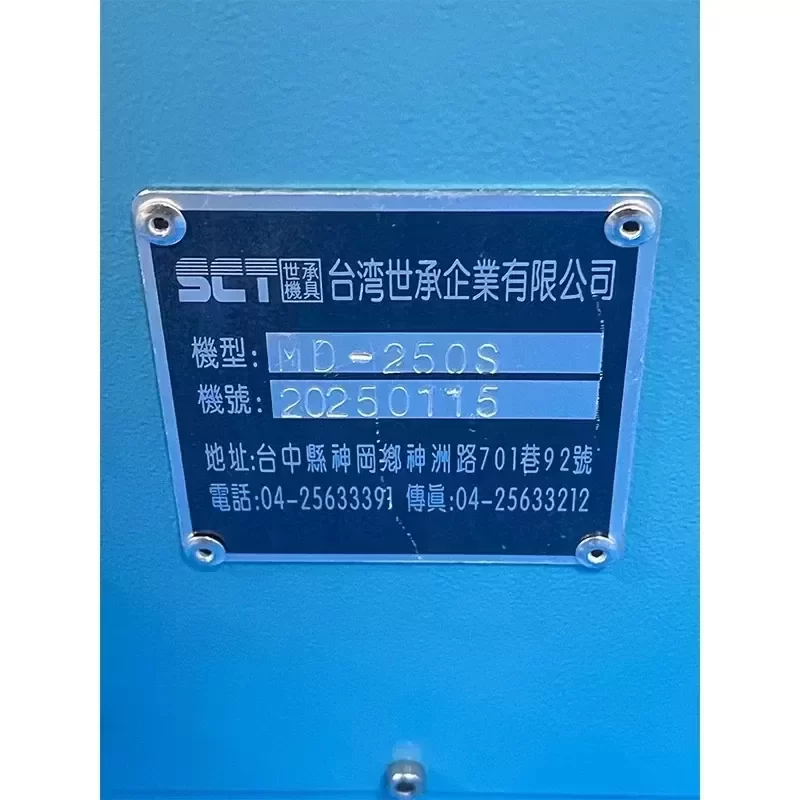 SCT 世承機具 台湾世承企業有限公司
機型: MD-250S
機號: 20250115
地址:台中縣神岡鄉神洲路701巷92號
電話:04-25633391 傳眞:04-25633212